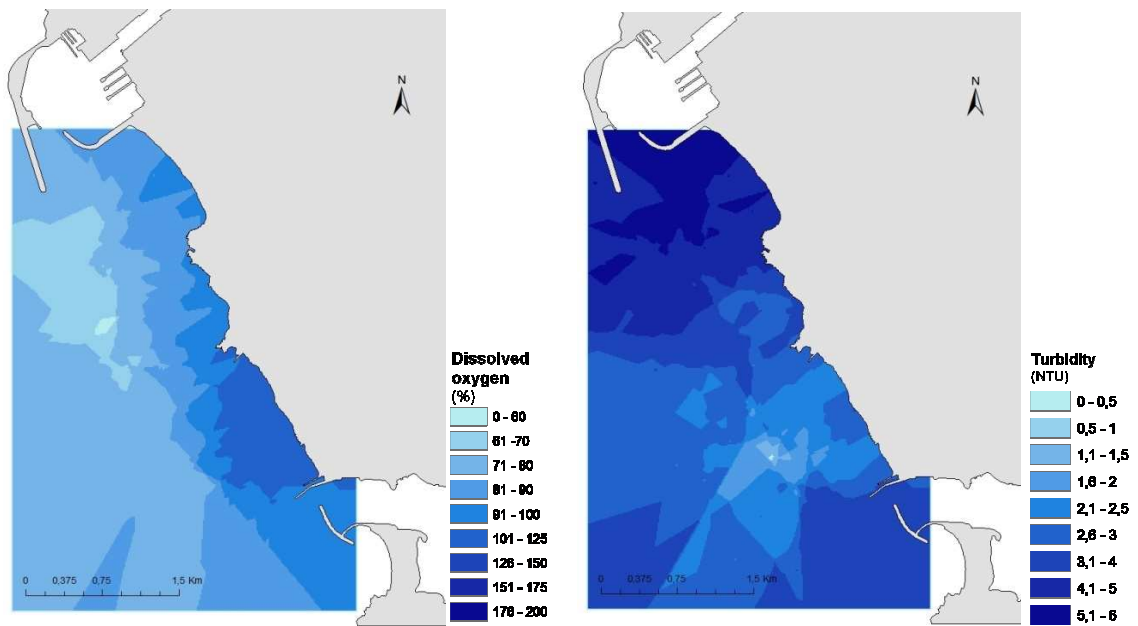 N
Dissolved
oxygen
(%)
0 - 60
61 -70
71 - 80
81 - 90
91 - 100
101 - 125
126 - 150
151 - 175
176 - 200
0 0,375 0,75 1,5 Km
N
Turbidity
(NTU)
0 - 0,5
0,5 - 1
1,1 - 1,5
1,6 - 2
2,1 - 2,5
2,6 - 3
3,1 - 4
4,1 - 5
5,1 - 6
0 0,375 0,75 1,5 Km